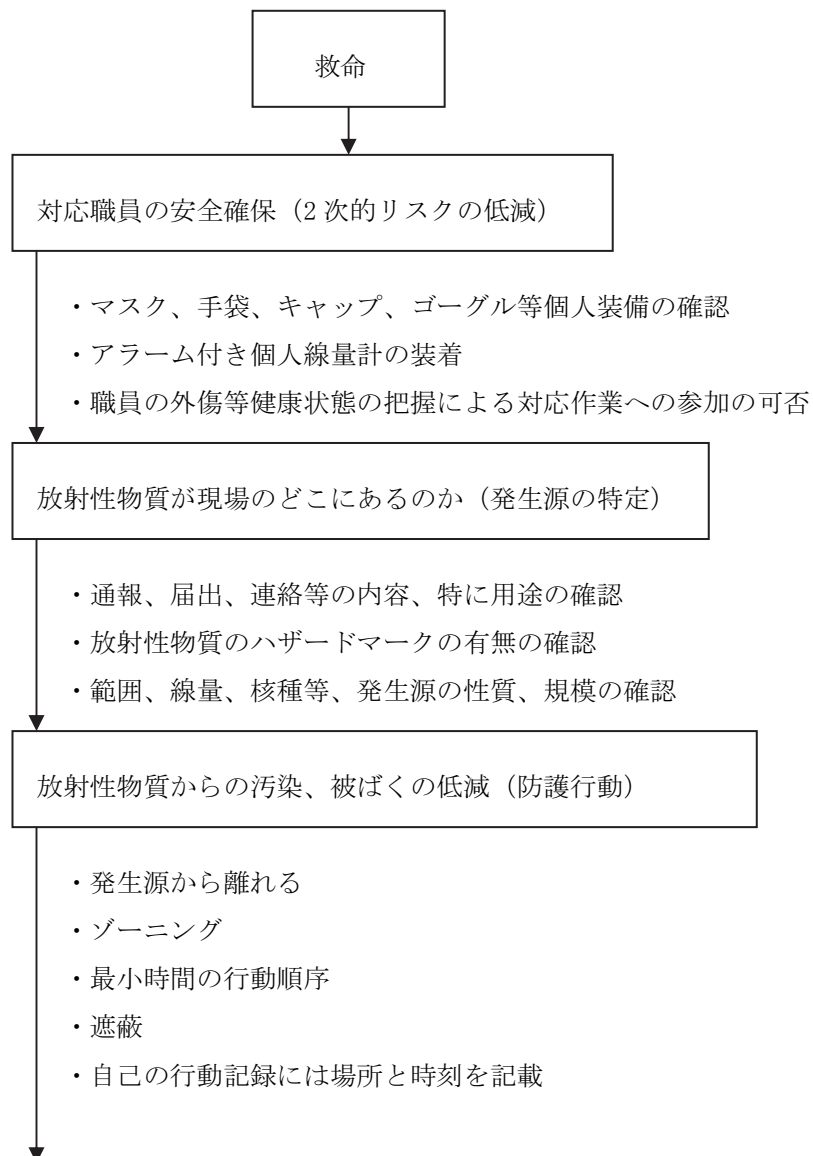 救命
対応職員の安全確保（2 次的リスクの低減）
・マスク、手袋、キャップ、ゴーグル等個人装備の確認
・アラーム付き個人線量計の装着
・職員の外傷等健康状態の把握による対応作業への参加の可否
放射性物質が現場のどこにあるのか（発生源の特定）
・通報、届出、連絡等の内容、特に用途の確認
・放射性物質のハザードマークの有無の確認
・範囲、線量、核種等、発生源の性質、規模の確認
放射性物質からの汚染、被ばくの低減（防護行動）
・発生源から離れる
・ゾーニング
・最小時間の行動順序
・遮蔽
・自己の行動記録には場所と時刻を記載